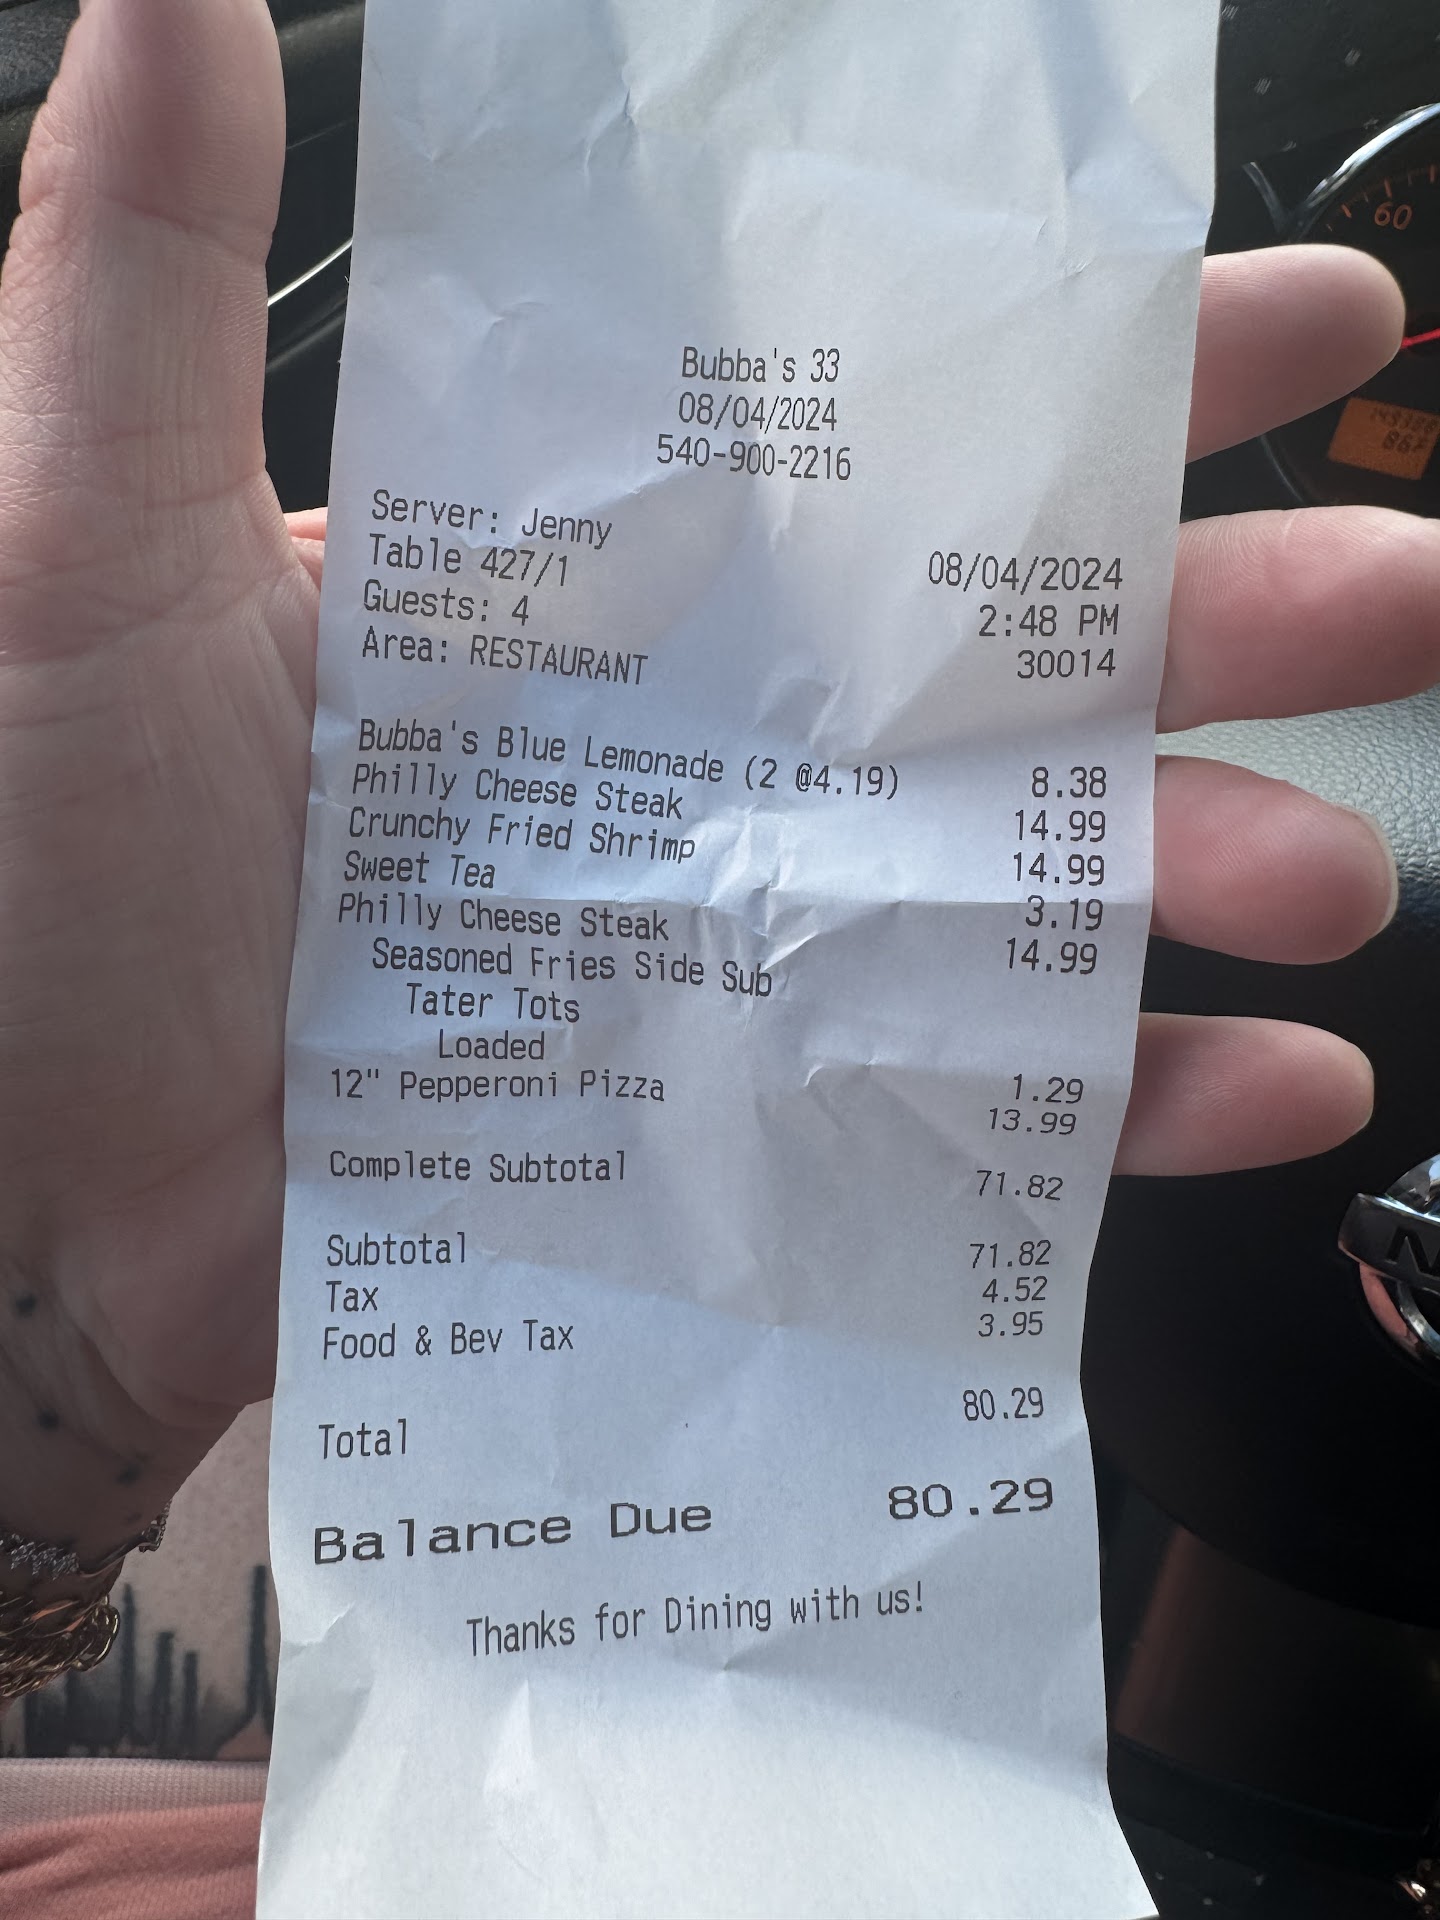 Bubba's 33
08/04/2024
540-900-2216
Server: Jenny
Table 427/1 08/04/2024
Guests: 4 2:48 PM
Area: RESTAURANT 30014
Bubba's Blue Lemonade (2 @4.19) 8.38
Philly Cheese Steak 14.99
Crunchy Fried Shrimp 14.99
Sweet Tea 3.19
Philly Cheese Steak 14.99
Seasoned Fries Side Sub
Tater Tots
Loaded 1.29
12" Pepperoni Pizza 13.99
Complete Subtotal 71.82
Subtotal 71.82
Tax 4.52
Food & Bev Tax 3.95
Total 80.29
Balance Due 80.29
Thanks for Dining with us!
60